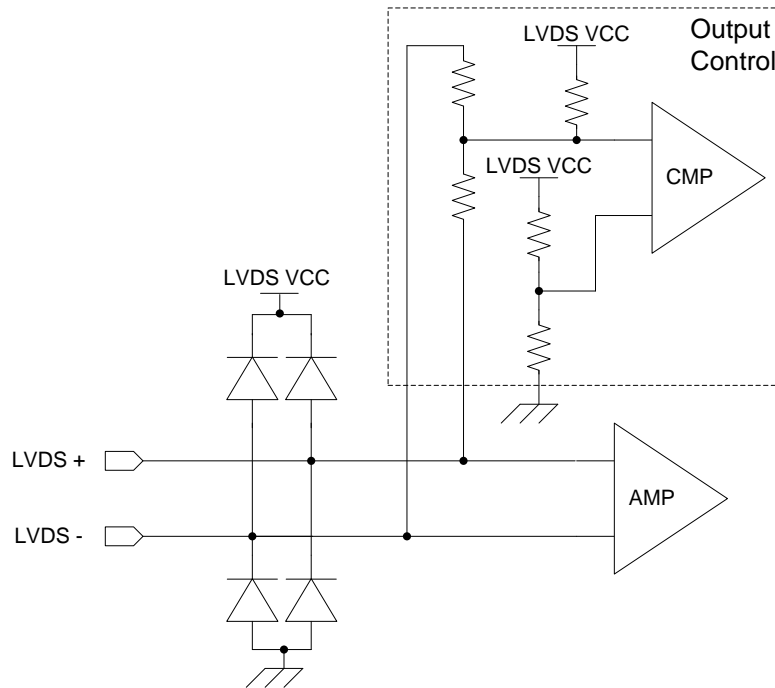 LVDS VCC
Output
Control
LVDS VCC
CMP
LVDS VCC
LVDS +
AMP
LVDS -